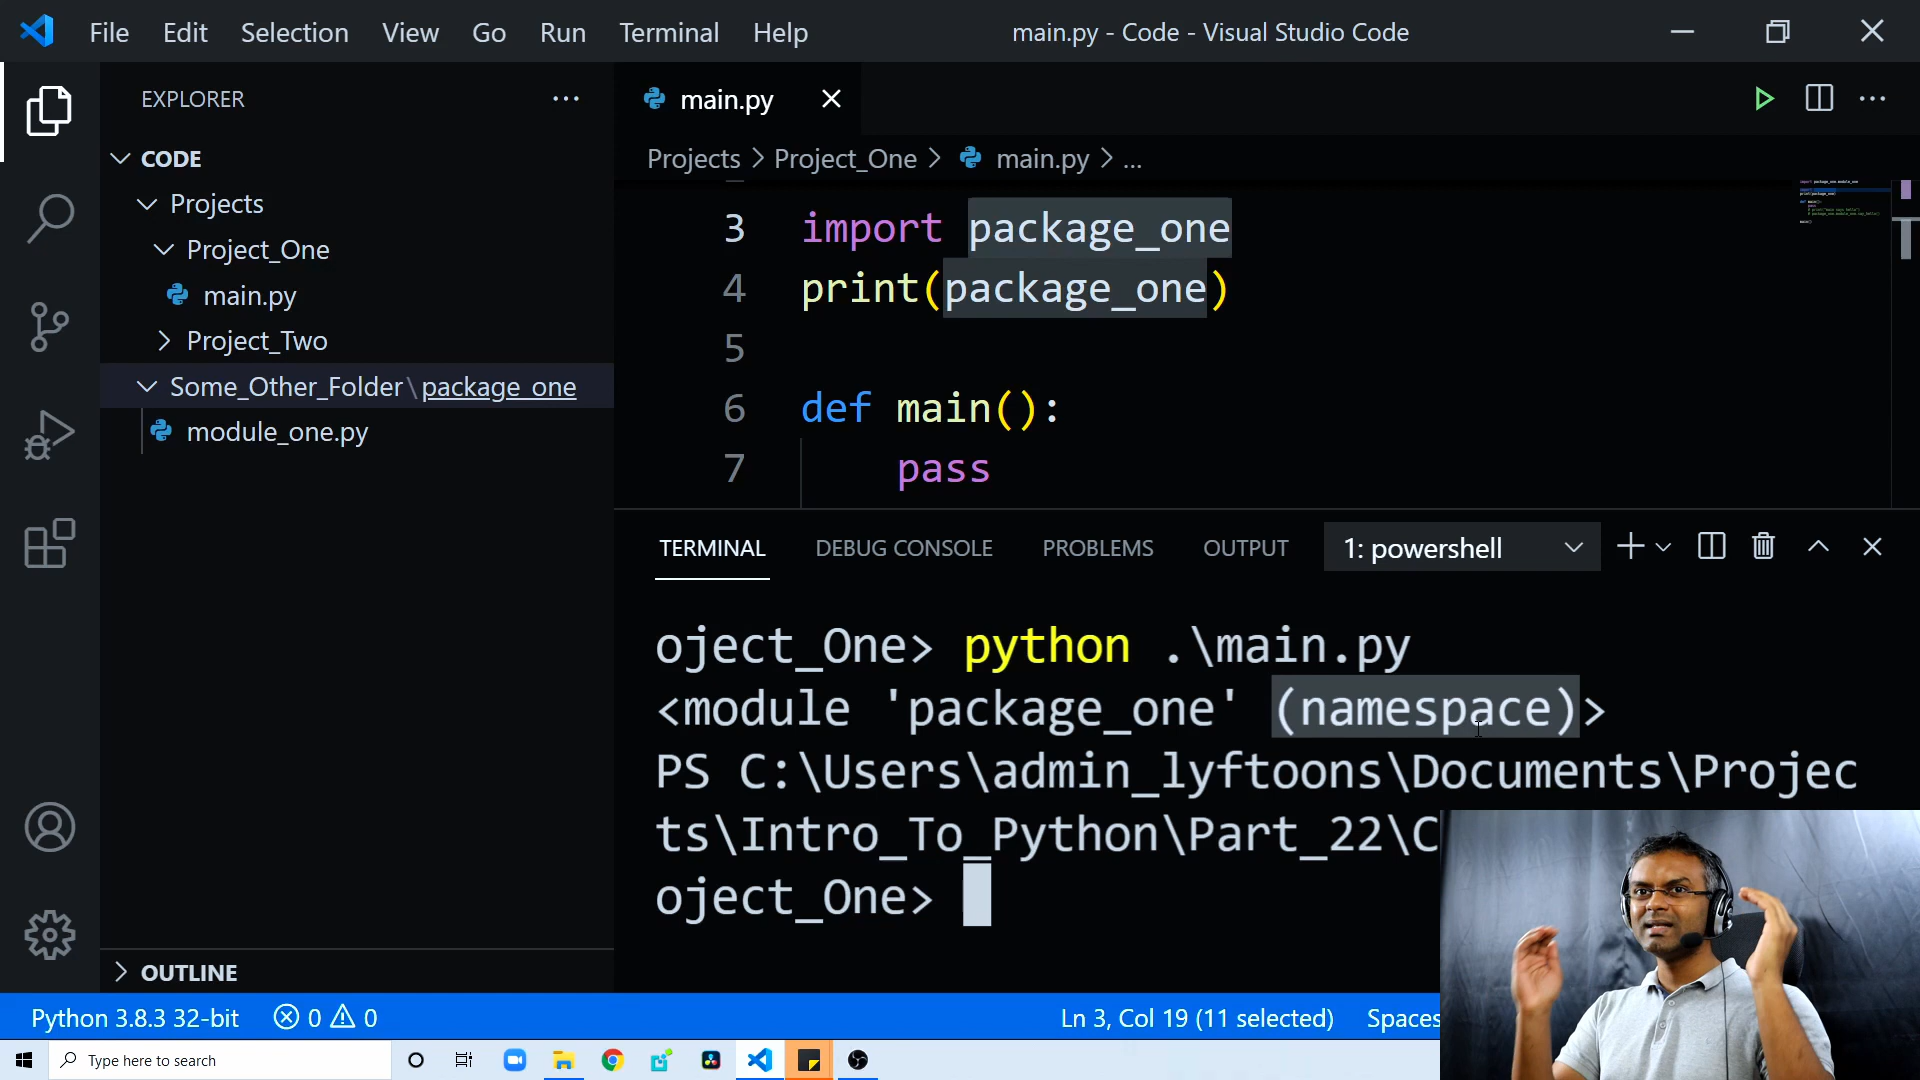 File Edit Selection View Go Run Terminal Help
main.py - Code - Visual Studio Code
EXPLORER
CODE
Projects
Project_One
main.py
Project_Two
Some_Other_Folder\package_one
module_one.py
OUTLINE
main.py
Projects > Project_One > main.py > ...
3 import package_one
4 print(package_one)
5
6 def main():
7 pass
TERMINAL DEBUG CONSOLE PROBLEMS OUTPUT 1: powershell
oject_One> python .\main.py
<module 'package_one' (namespace)>
PS C:\Users\admin_lyftoons\Documents\Projec
ts\Intro_To_Python\Part_22\C
oject_One>
Python 3.8.3 32-bit 0 0 Ln 3, Col 19 (11 selected) Spaces
Type here to search